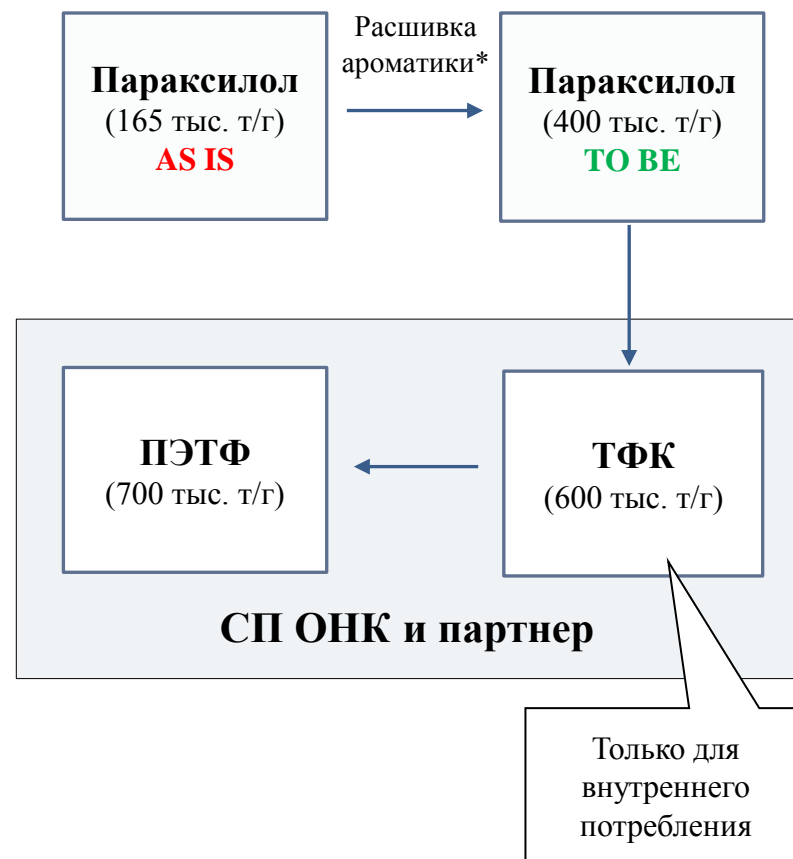 Расшивка
ароматики*
Параксилол
(165 тыс. т/г)
AS IS
Параксилол
(400 тыс. т/г)
TO BE
ПЭТФ
(700 тыс. т/г)
ТФК
(600 тыс. т/г)
СП ОНК и партнер
Только для
внутреннего
потребления